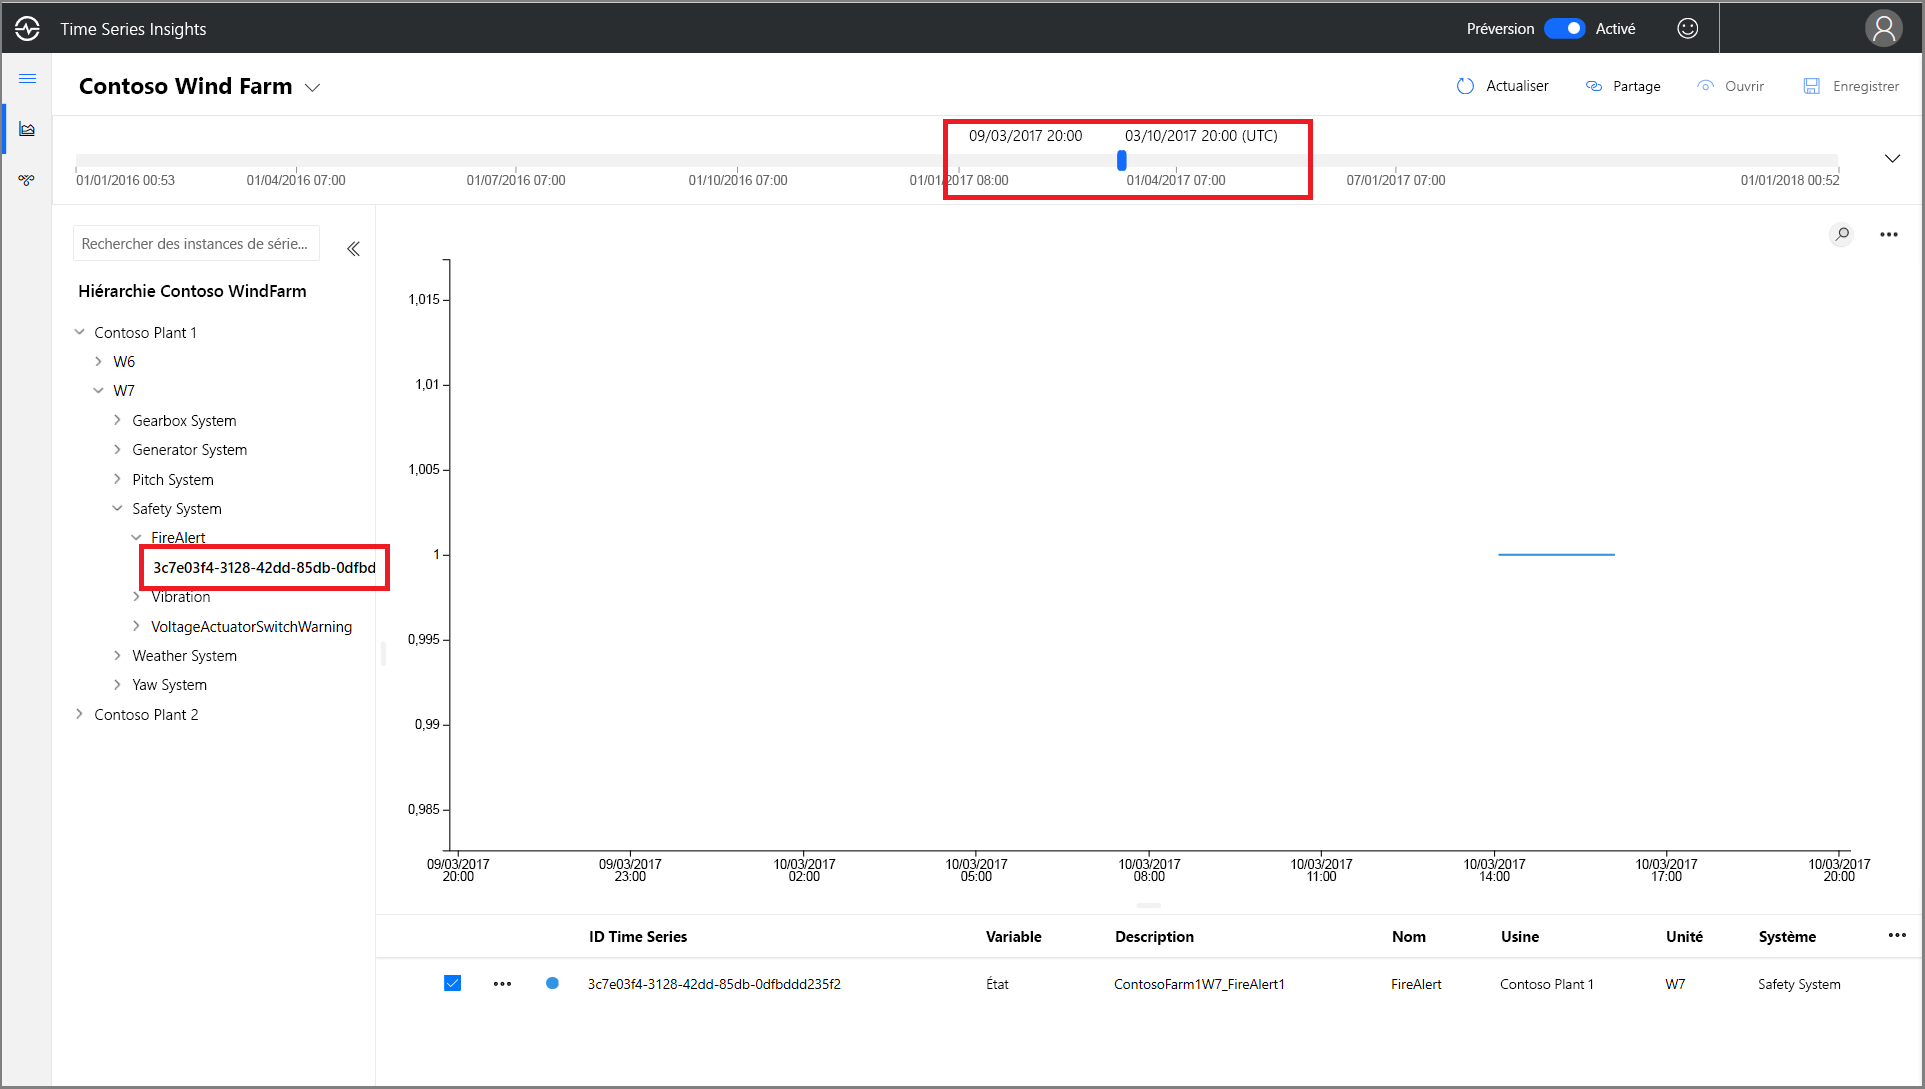 Time Series Insights
Préversion Activé
Contoso Wind Farm
Actualiser Partage Ouvrir Enregistrer
09/03/2017 20:00 03/10/2017 20:00 (UTC)
01/01/2016 00:53 01/04/2016 07:00 01/07/2016 07:00 01/10/2016 07:00 01/01/2017 08:00 01/04/2017 07:00 07/01/2017 07:00 01/01/2018 00:52
Rechercher des instances de série...
Hiérarchie Contoso WindFarm
Contoso Plant 1
W6
W7
Gearbox System
Generator System
Pitch System
Safety System
FireAlert
3c7e03f4-3128-42dd-85db-0dfbd
Vibration
VoltageActuatorSwitchWarning
Weather System
Yaw System
Contoso Plant 2
1,015
1,01
1,005
1
0,995
0,99
0,985
09/03/2017 09/03/2017 10/03/2017 10/03/2017 10/03/2017 10/03/2017 10/03/2017 10/03/2017 10/03/2017
20:00 23:00 02:00 05:00 08:00 11:00 14:00 17:00 20:00
ID Time Series Variable Description Nom Usine Unité Système
3c7e03f4-3128-42dd-85db-0dfbddd235f2 État ContosoFarm1W7_FireAlert1 FireAlert Contoso Plant 1 W7 Safety System